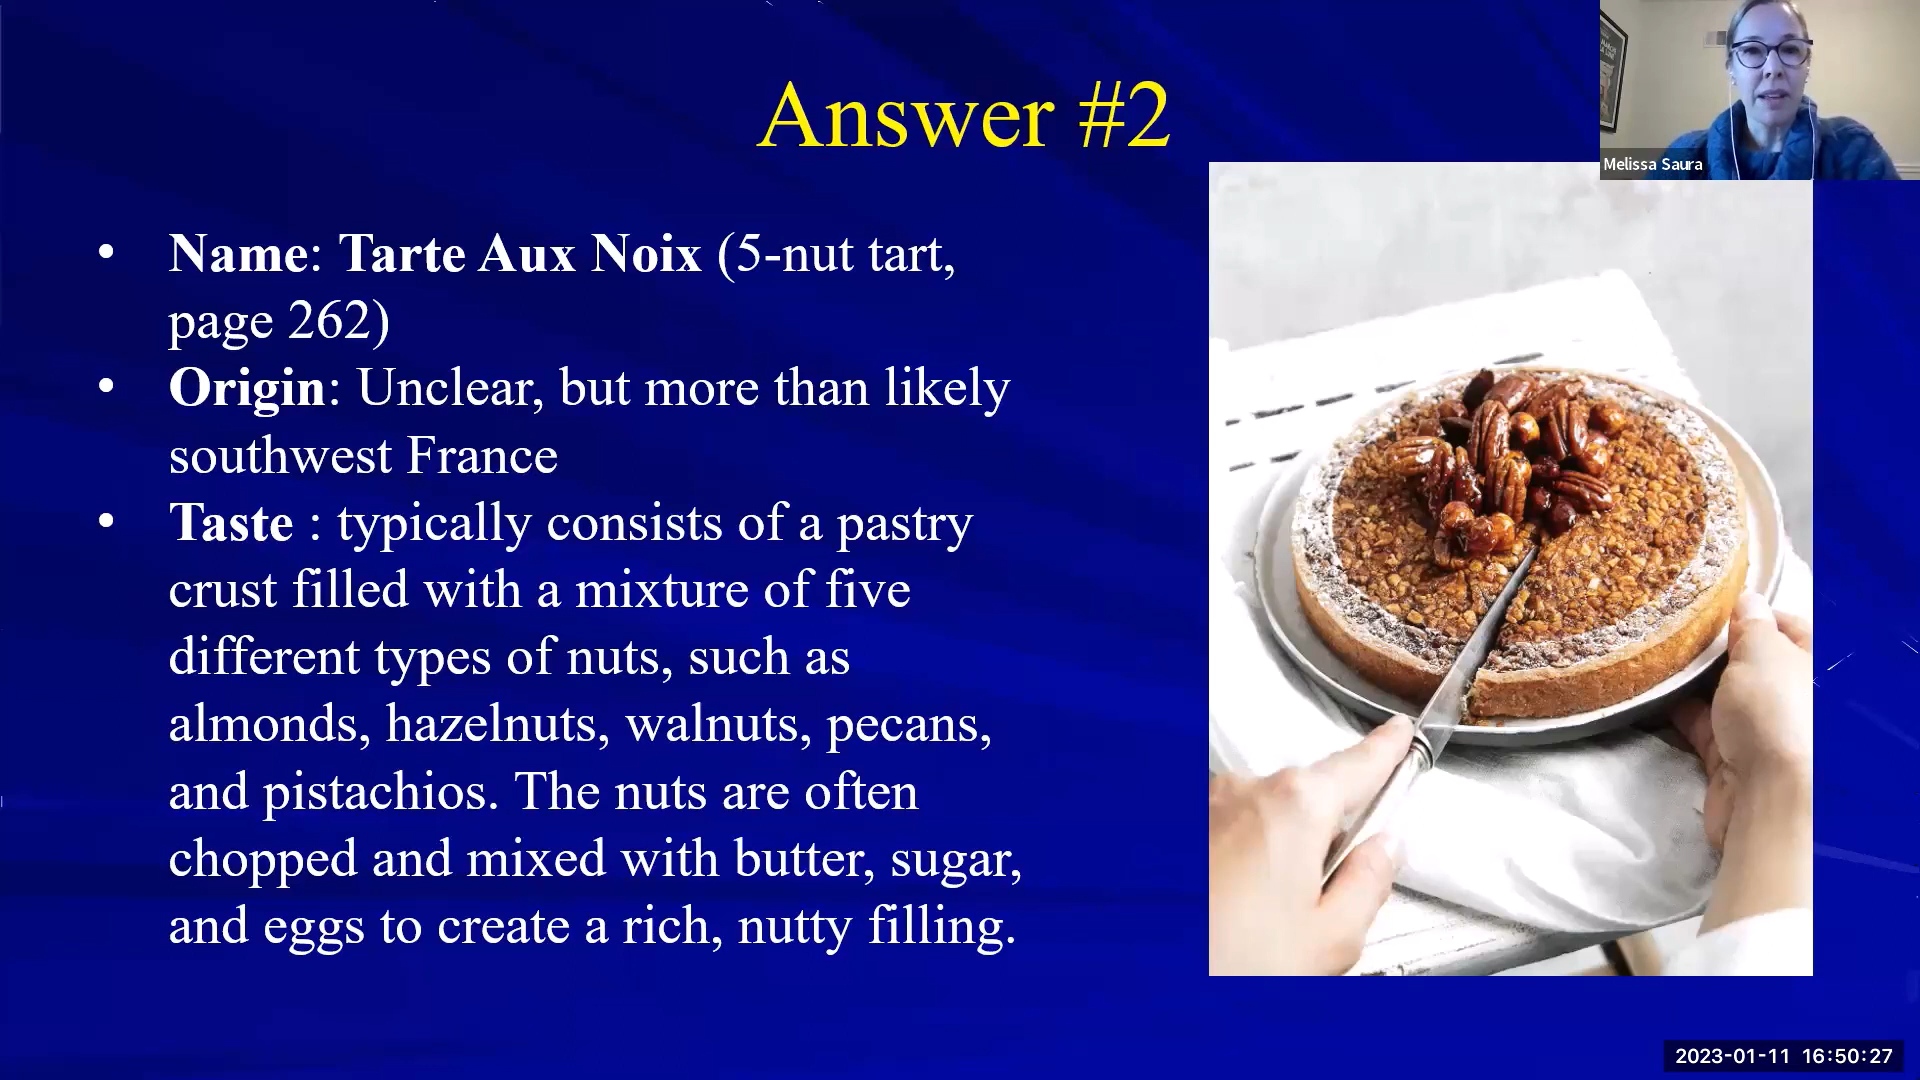 Answer #2
Melissa Saura
• Name: Tarte Aux Noix (5-nut tart,
page 262)
• Origin: Unclear, but more than likely
southwest France
• Taste : typically consists of a pastry
crust filled with a mixture of five
different types of nuts, such as
almonds, hazelnuts, walnuts, pecans,
and pistachios. The nuts are often
chopped and mixed with butter, sugar,
and eggs to create a rich, nutty filling.
2023-01-11 16:50:27